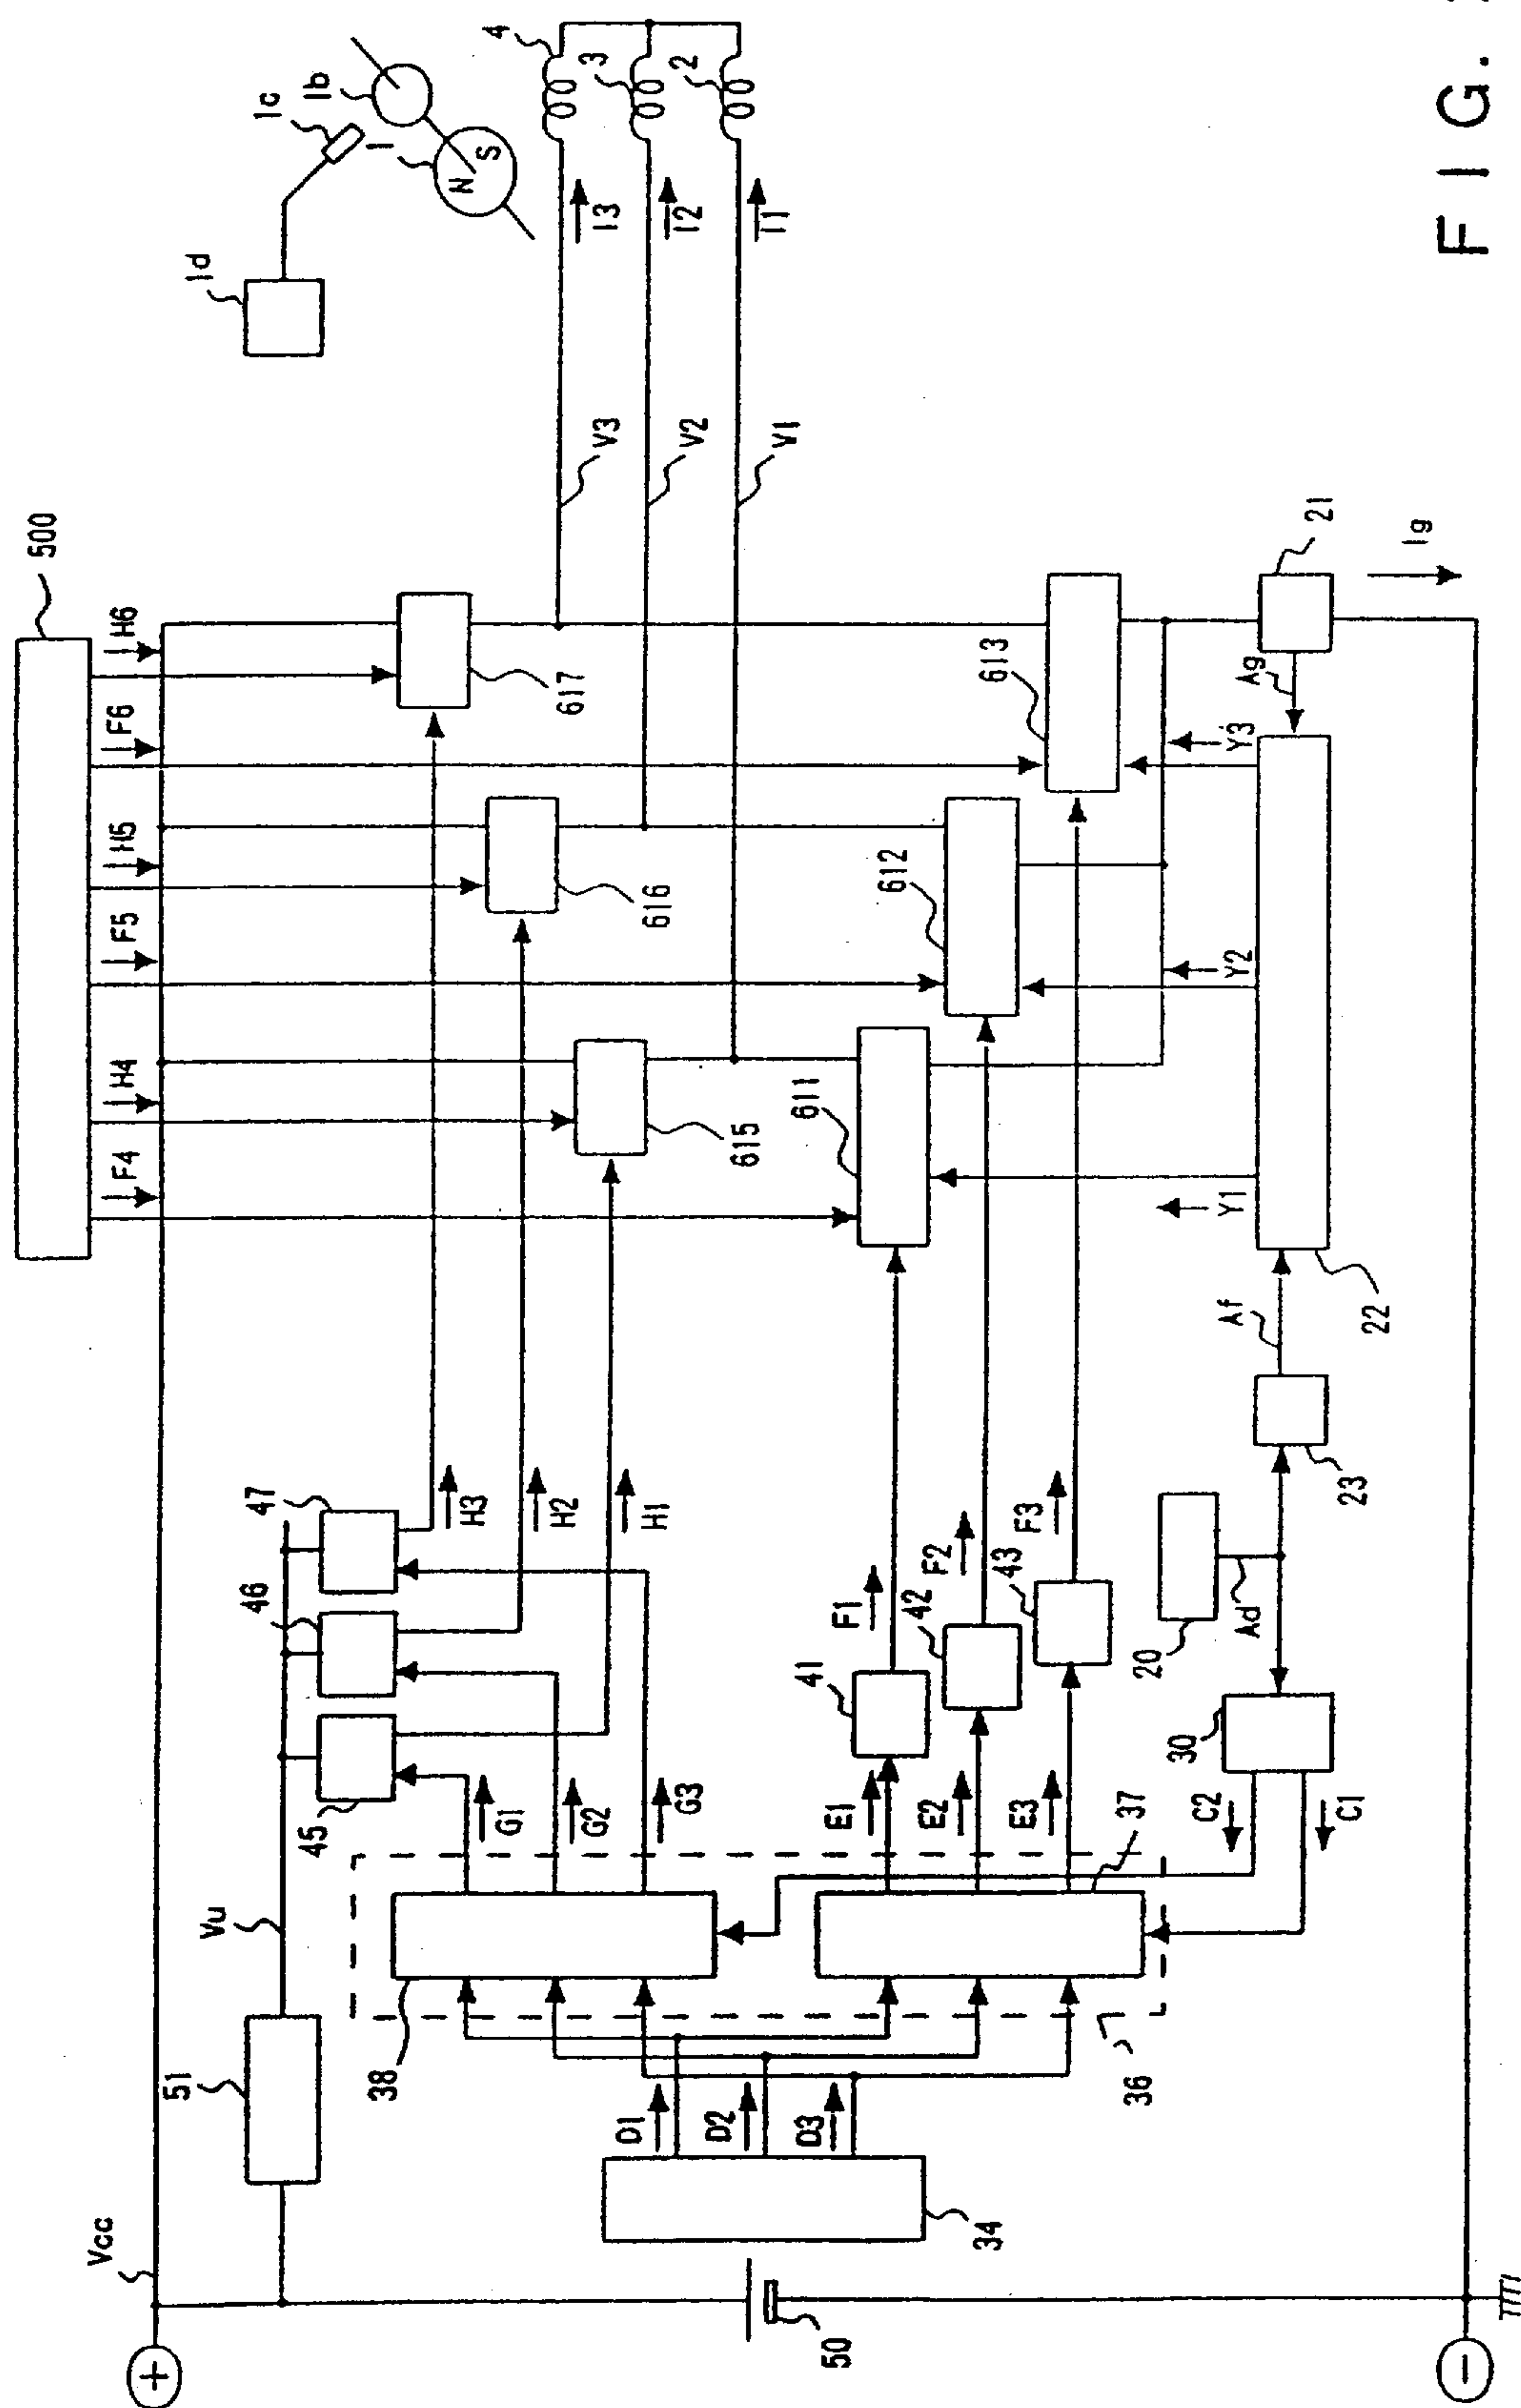 500
H6
F6
H5
F5
H4
F4
1d
1c
1b
1
N S
4
3
2
I3
I2
I1
V3
V2
V1
617
616
615
613
612
611
21
Ig
Ag
Y3
Y2
Y1
22
Af
23
20
Ad
30
C2
C1
47
46
45
H3
H2
H1
F1
F2
F3
41
42
43
G1
G2
G3
E1
E2
E3
37
38
36
Vu
51
D1
D2
D3
34
Vcc
50
+
−
FIG.